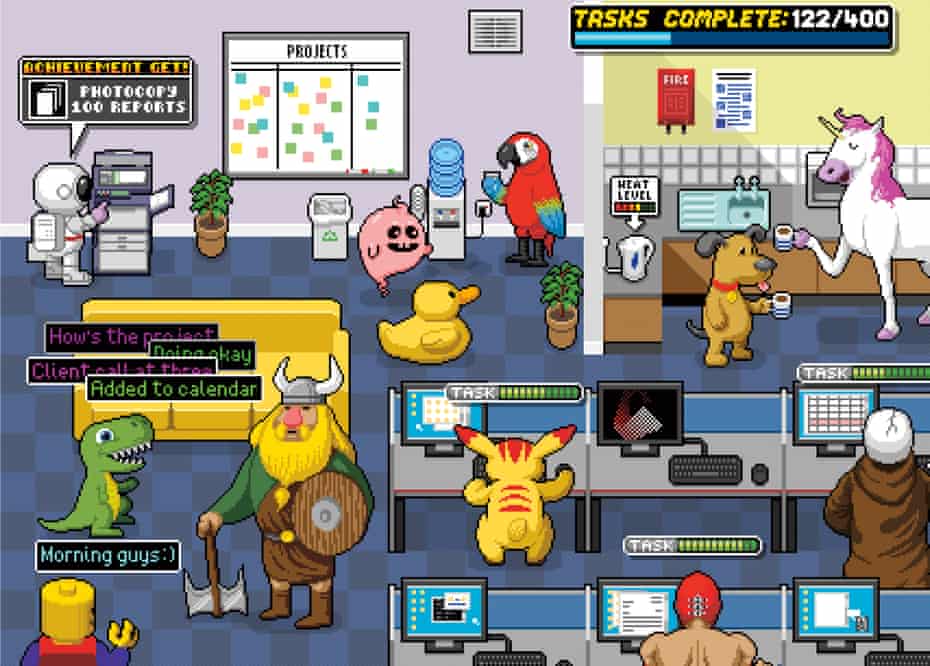 TASKS COMPLETE: 122/400
PROJECTS
ACHIEVEMENT GET!
PHOTOCOPY
100 REPORTS
FIRE
HEAT
LEVEL
How's the project
Doing okay
Client call at three
Added to calendar
TASK
TASK
Morning guys:)
TASK